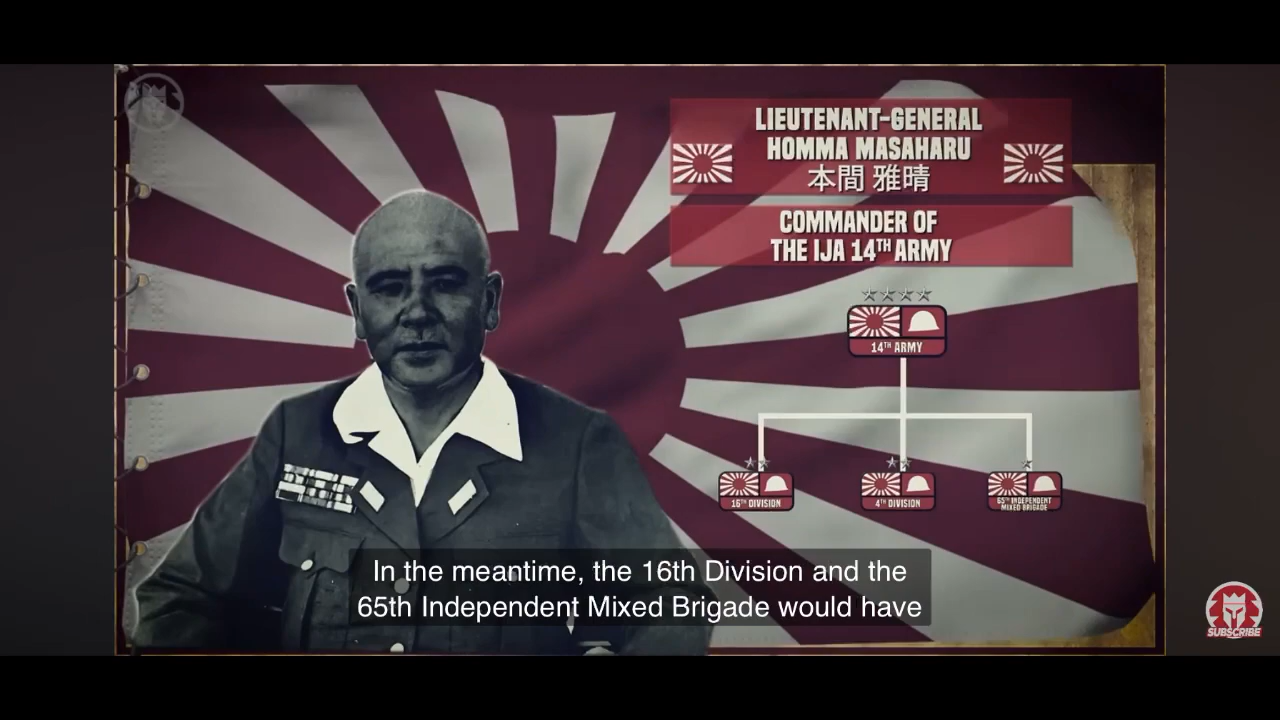 LIEUTENANT-GENERAL
HOMMA MASAHARU
本間 雅晴
COMMANDER OF
THE IJA 14TH ARMY
14TH ARMY
16TH DIVISION
4TH DIVISION
65TH INDEPENDENT
MIXED BRIGADE
In the meantime, the 16th Division and the
65th Independent Mixed Brigade would have
SUBSCRIBE